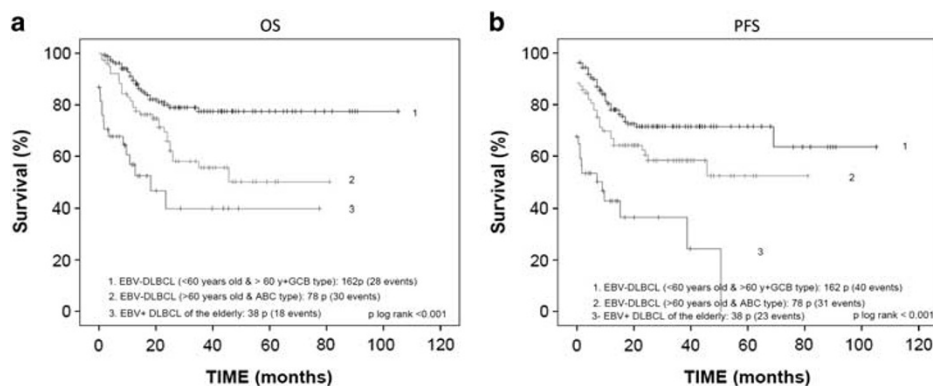 a
OS
100
80
60
40
20
0
Survival (%)
1
2
3
1. EBV-DLBCL (<60 years old & > 60 y+GCB type): 162p (28 events)
2. EBV-DLBCL (>60 years old & ABC type): 78 p (30 events)
3. EBV+ DLBCL of the elderly: 38 p (18 events)
p log rank <0.001
0 20 40 60 80 100 120
TIME (months)
b
PFS
100
80
60
40
20
0
Survival (%)
1
2
3
1. EBV-DLBCL (<60 years old & >60 y+GCB type): 162 p (40 events)
2. EBV-DLBCL (>60 years old & ABC type): 78 p (31 events)
3- EBV+ DLBCL of the elderly: 38 p (23 events)
p log rank <0.001
0 20 40 60 80 100 120
TIME (months)